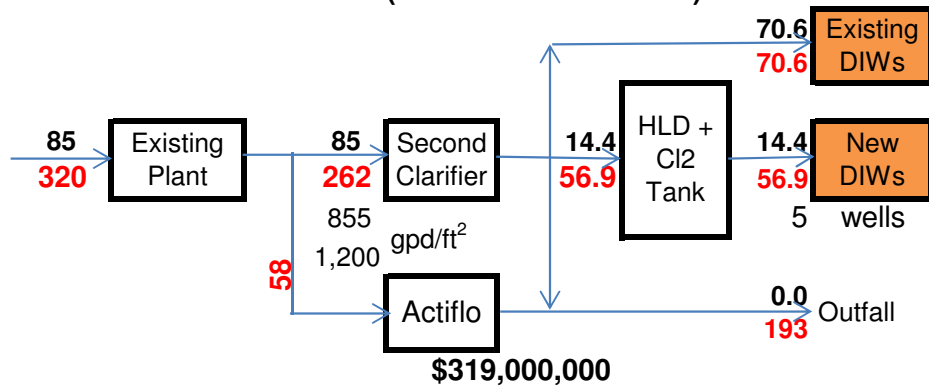 70.6
70.6
Existing
DIWs
85
320
Existing
Plant
85
262
Second
Clarifier
14.4
56.9
HLD +
Cl2
Tank
14.4
56.9
New
DIWs
5 wells
855
1,200
gpd/ft²
58
Actiflo
0.0
193
Outfall
$319,000,000